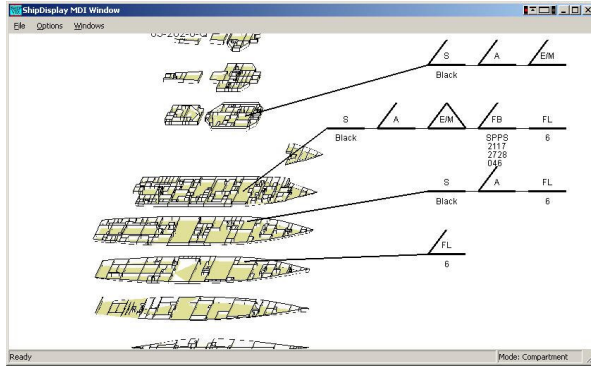 ShipDisplay MDI Window
File Options Windows
S A E/M
Black
S A E/M FB FL
Black SPPS 6
2117
2728
046
S A FL
Black 6
FL
6
Ready Mode: Compartment